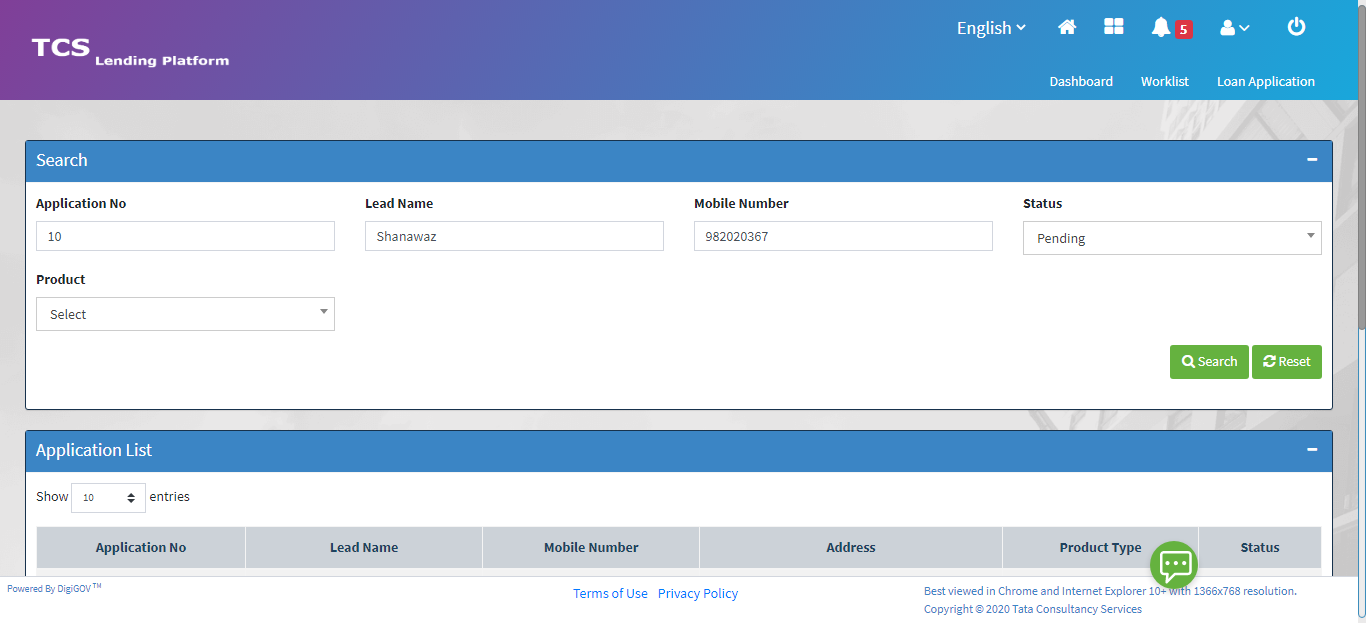 English
5
TCS Lending Platform
Dashboard Worklist Loan Application
Search
Application No Lead Name Mobile Number Status
10 Shanawaz 982020367 Pending
Product
Select
Search Reset
Application List
Show 10 entries
Application No Lead Name Mobile Number Address Product Type Status
Powered By DigiGOV TM
Terms of Use Privacy Policy
Best viewed in Chrome and Internet Explorer 10+ with 1366x768 resolution.
Copyright © 2020 Tata Consultancy Services